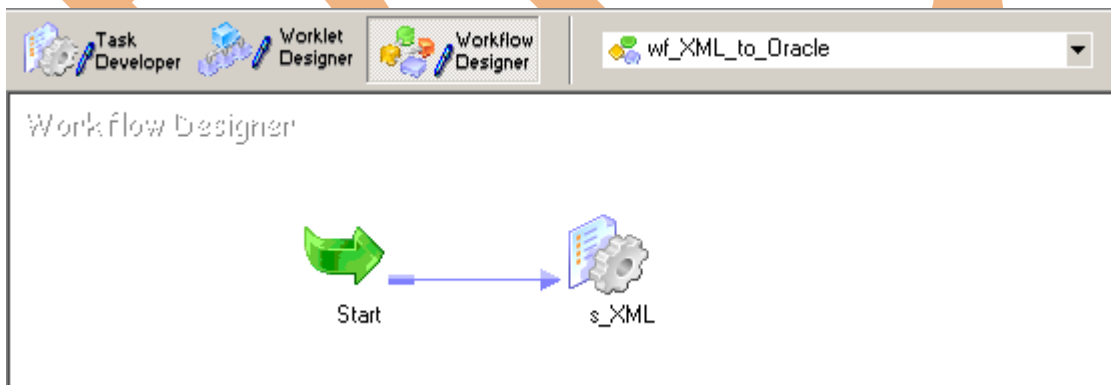 Task
Developer
Worklet
Designer
Workflow
Designer
wf_XML_to_Oracle
Workflow Designer
Start
s_XML